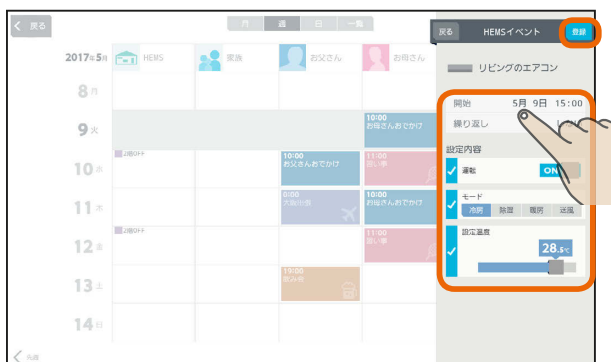 戻る
月 週 日 一覧
2017年5月 HEMS 家族 お父さん お母さん
8月
9火
10:00
お母さんおでかけ
10水
10:00
お父さんおでかけ
11:00
習い事
11木
0:00
大阪出張
10:00
お母さんおでかけ
12金
11:00
習い事
13土
19:00
飲み会
14日
先週
戻る HEMSイベント 登録
リビングのエアコン
開始 5月 9日 15:00
繰り返し
設定内容
運転 ON
モード
冷房 除湿 暖房 送風
設定温度
28.5℃